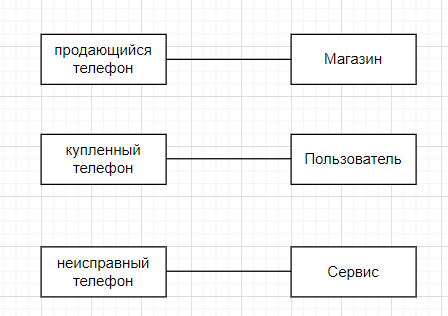 продающийся
телефон
Магазин
купленный
телефон
Пользователь
неисправный
телефон
Сервис